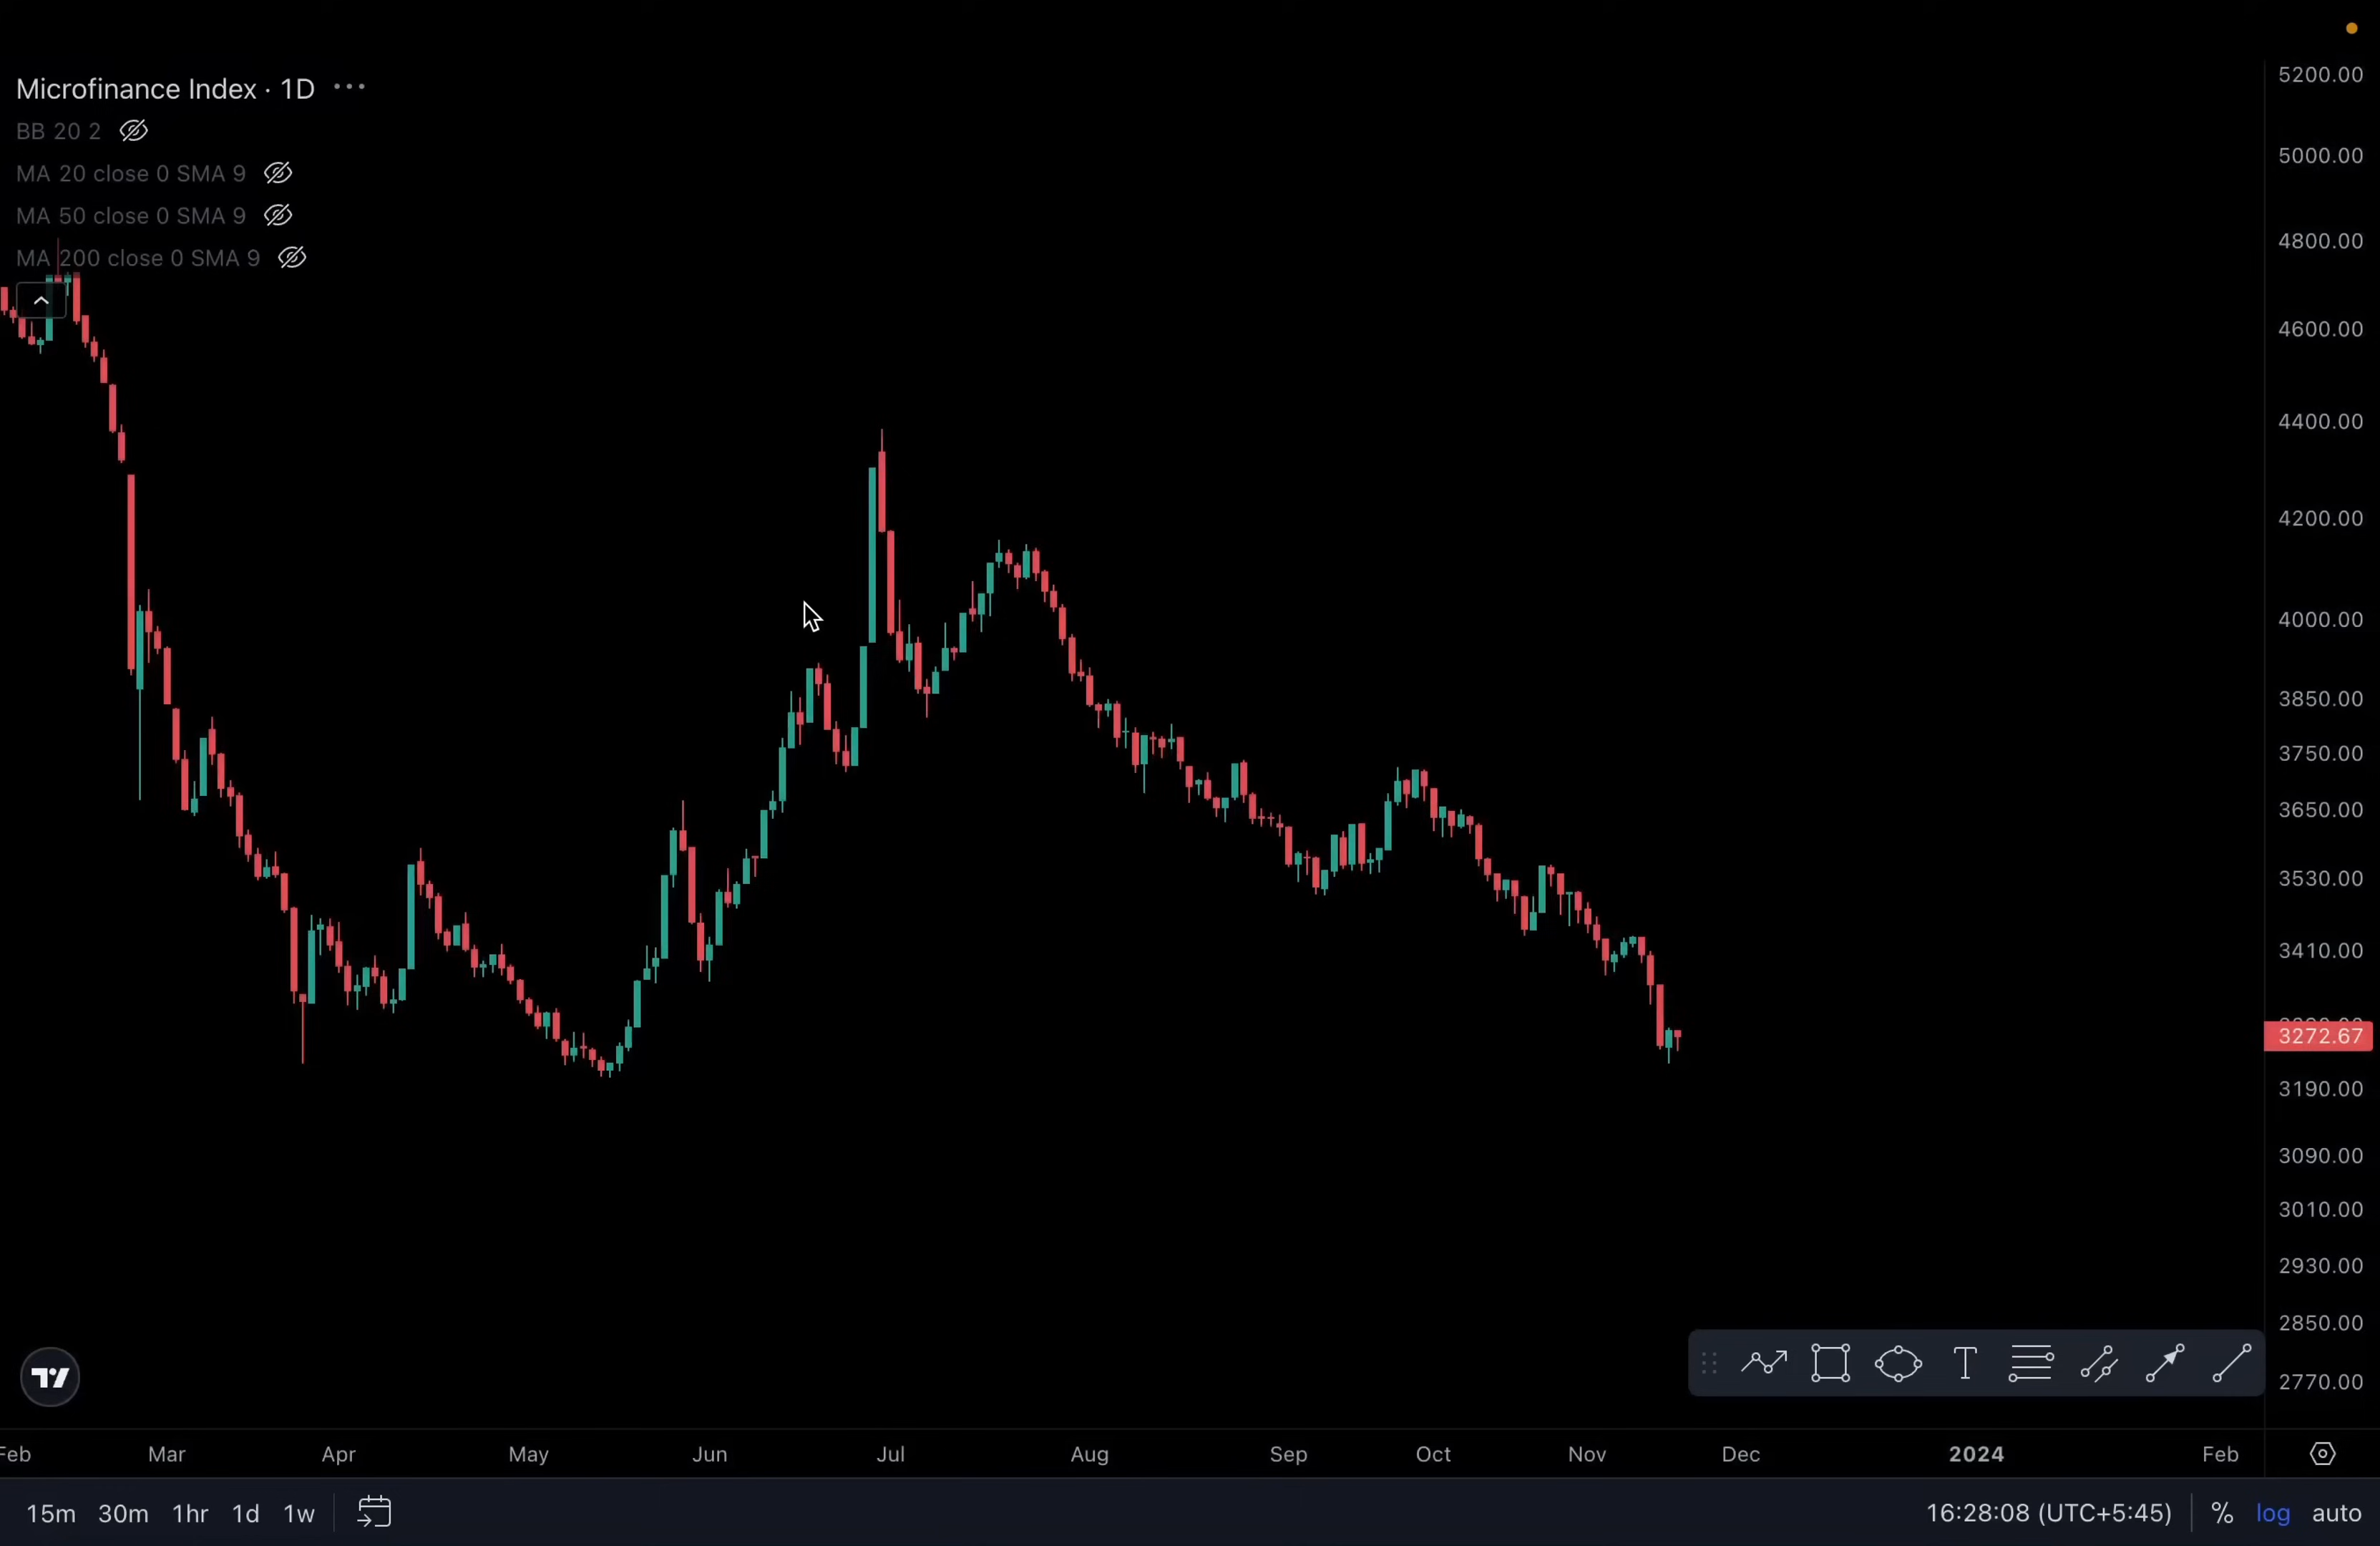 Microfinance Index · 1D ···
BB 20 2
MA 20 close 0 SMA 9
MA 50 close 0 SMA 9
MA 200 close 0 SMA 9
5200.00
5000.00
4800.00
4600.00
4400.00
4200.00
4000.00
3850.00
3750.00
3650.00
3530.00
3410.00
3272.67
3190.00
3090.00
3010.00
2930.00
2850.00
2770.00
Feb Mar Apr May Jun Jul Aug Sep Oct Nov Dec 2024 Feb
15m 30m 1hr 1d 1w 16:28:08 (UTC+5:45) % log auto